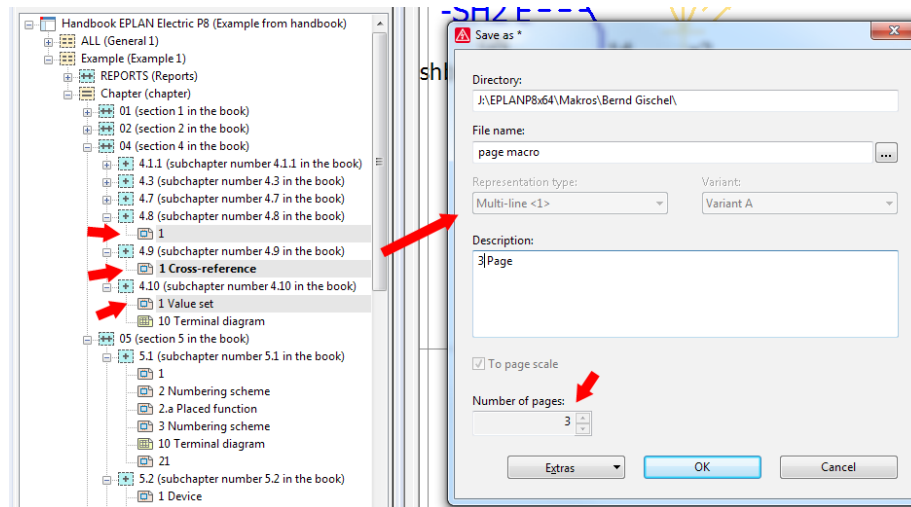 Handbook EPLAN Electric P8 (Example from handbook)
ALL (General 1)
Example (Example 1)
REPORTS (Reports)
Chapter (chapter)
01 (section 1 in the book)
02 (section 2 in the book)
04 (section 4 in the book)
4.1.1 (subchapter number 4.1.1 in the book)
4.3 (subchapter number 4.3 in the book)
4.7 (subchapter number 4.7 in the book)
4.8 (subchapter number 4.8 in the book)
1
4.9 (subchapter number 4.9 in the book)
1 Cross-reference
4.10 (subchapter number 4.10 in the book)
1 Value set
10 Terminal diagram
05 (section 5 in the book)
5.1 (subchapter number 5.1 in the book)
1
2 Numbering scheme
2.a Placed function
3 Numbering scheme
10 Terminal diagram
21
5.2 (subchapter number 5.2 in the book)
1 Device
-SH2
Save as *
Directory:
J:\EPLANP8x64\Makros\Bernd Gischel\
File name:
page macro
...
Representation type:
Variant:
Multi-line <1>
Variant A
Description:
3 Page
To page scale
Number of pages:
3
Extras
OK
Cancel